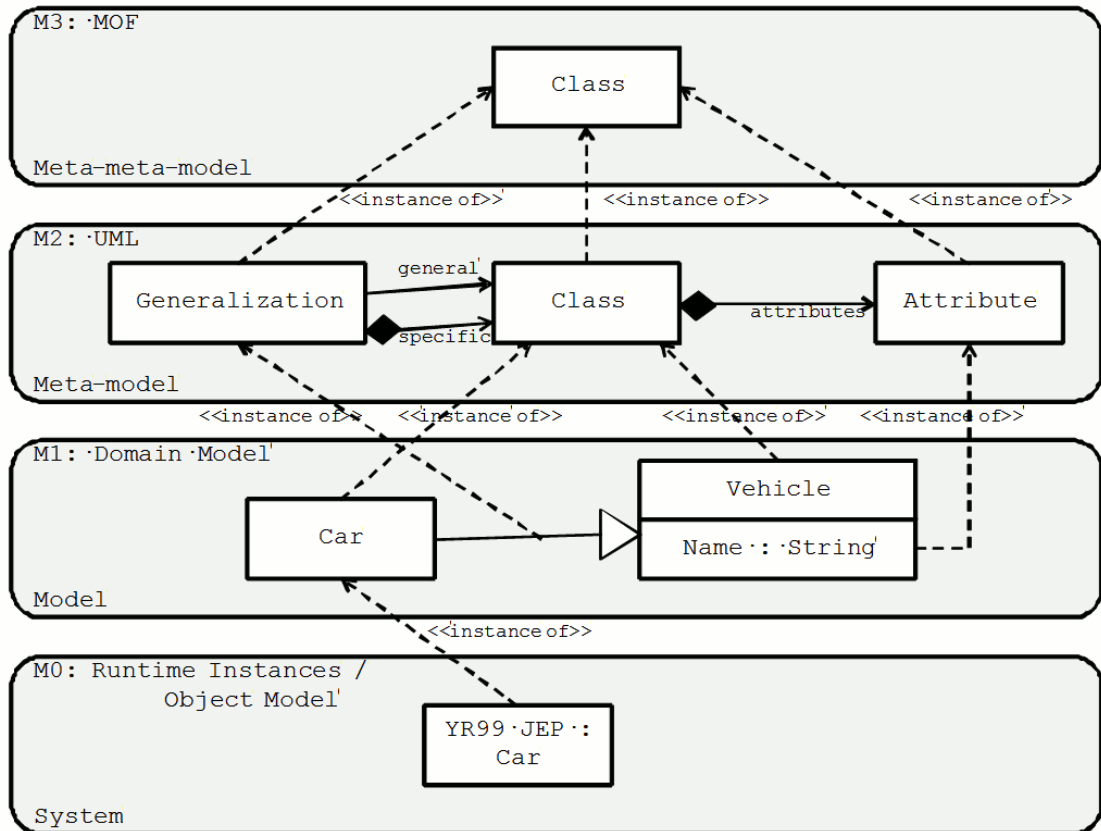 M3: ·MOF
Class
Meta-meta-model
<<instance of>>'
<<instance of>>
<<instance of>>
M2: ·UML
general'
Generalization
Class
Attribute
attributes
specific
Meta-model
<<instance of>>
<<instance of>>
<<instance of>>
<<instance of>>
M1: ·Domain ·Model'
Vehicle
Car
Name · : ·String'
Model
<<instance of>>
M0: Runtime Instances /
Object Model'
YR99·JEP·:
Car
System